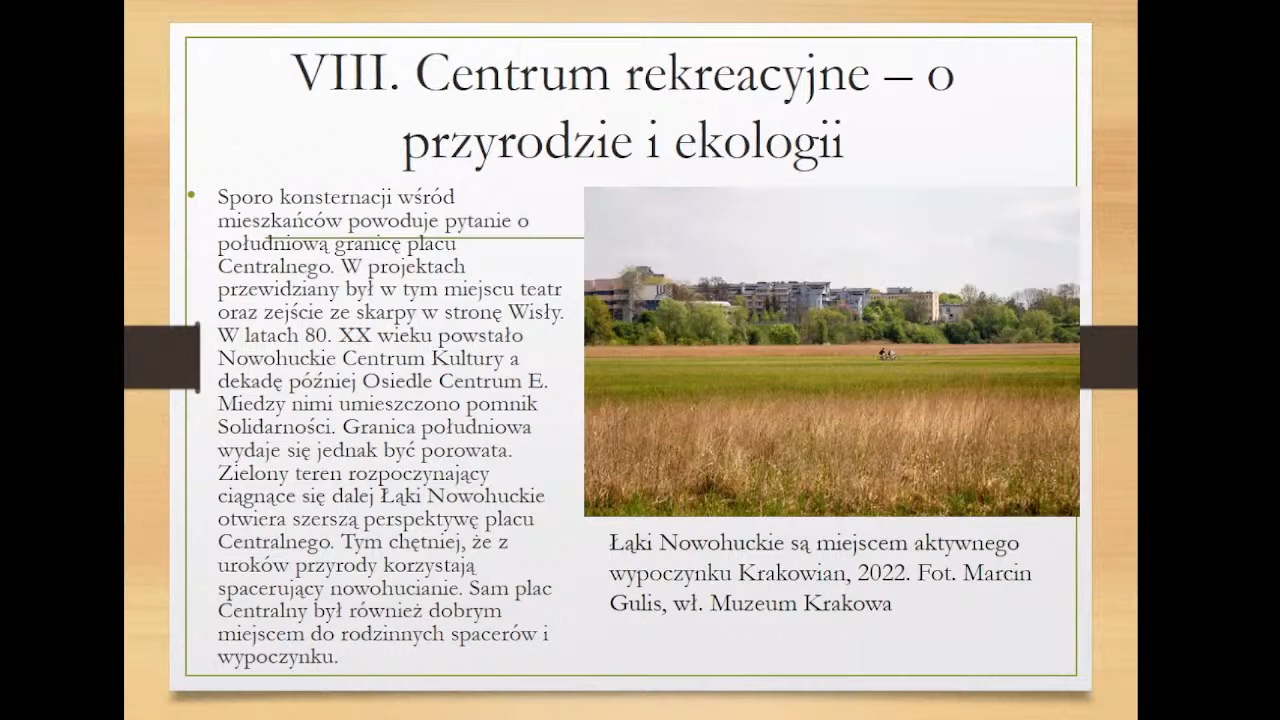 VIII. Centrum rekreacyjne – o
przyrodzie i ekologii
• Sporo konsternacji wśród
mieszkańców powoduje pytanie o
południową granicę placu
Centralnego. W projektach
przewidziany był w tym miejscu teatr
oraz zejście ze skarpy w stronę Wisły.
W latach 80. XX wieku powstało
Nowohuckie Centrum Kultury a
dekadę później Osiedle Centrum E.
Miedzy nimi umieszczono pomnik
Solidarności. Granica południowa
wydaje się jednak być porowata.
Zielony teren rozpoczynający
ciągnące się dalej Łąki Nowohuckie
otwiera szerszą perspektywę placu
Centralnego. Tym chętniej, że z
uroków przyrody korzystają
spacerujący nowohucianie. Sam plac
Centralny był również dobrym
miejscem do rodzinnych spacerów i
wypoczynku.
Łąki Nowohuckie są miejscem aktywnego
wypoczynku Krakowian, 2022. Fot. Marcin
Gulis, wł. Muzeum Krakowa